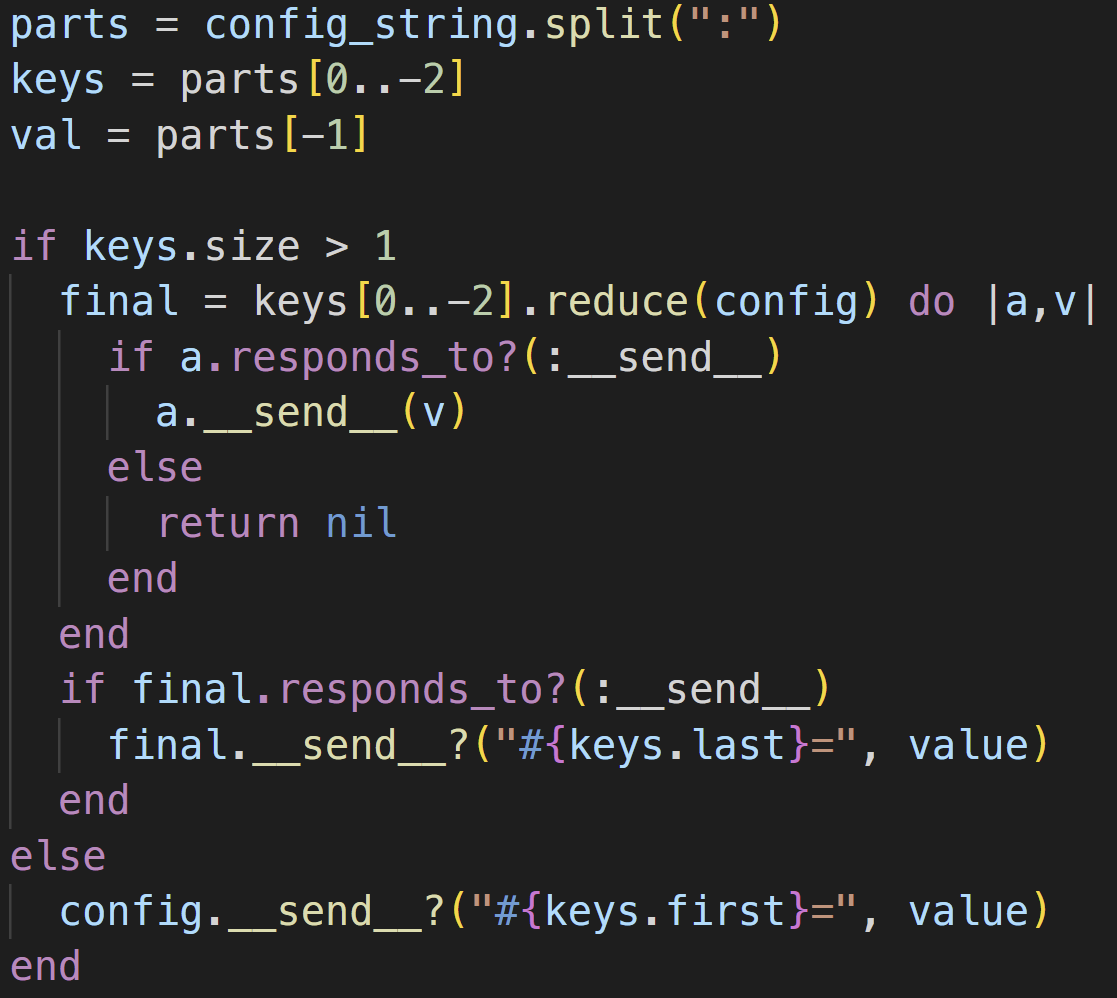 parts = config_string.split(":")
keys = parts[0..-2]
val = parts[-1]

if keys.size > 1
  final = keys[0..-2].reduce(config) do |a,v|
    if a.responds_to?(:__send__)
      a.__send__(v)
    else
      return nil
    end
  end
  if final.responds_to?(:__send__)
    final.__send__?("#{keys.last}=", value)
  end
else
  config.__send__?("#{keys.first}=", value)
end